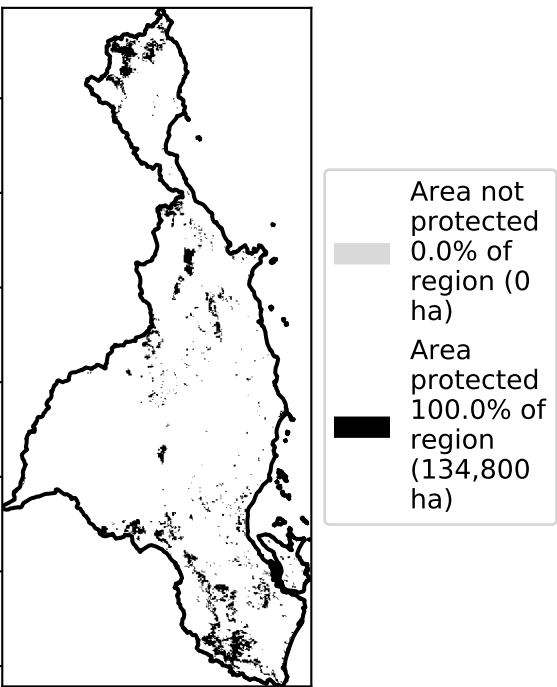 Area not
protected
0.0% of
region (0
ha)
Area
protected
100.0% of
region
(134,800
ha)